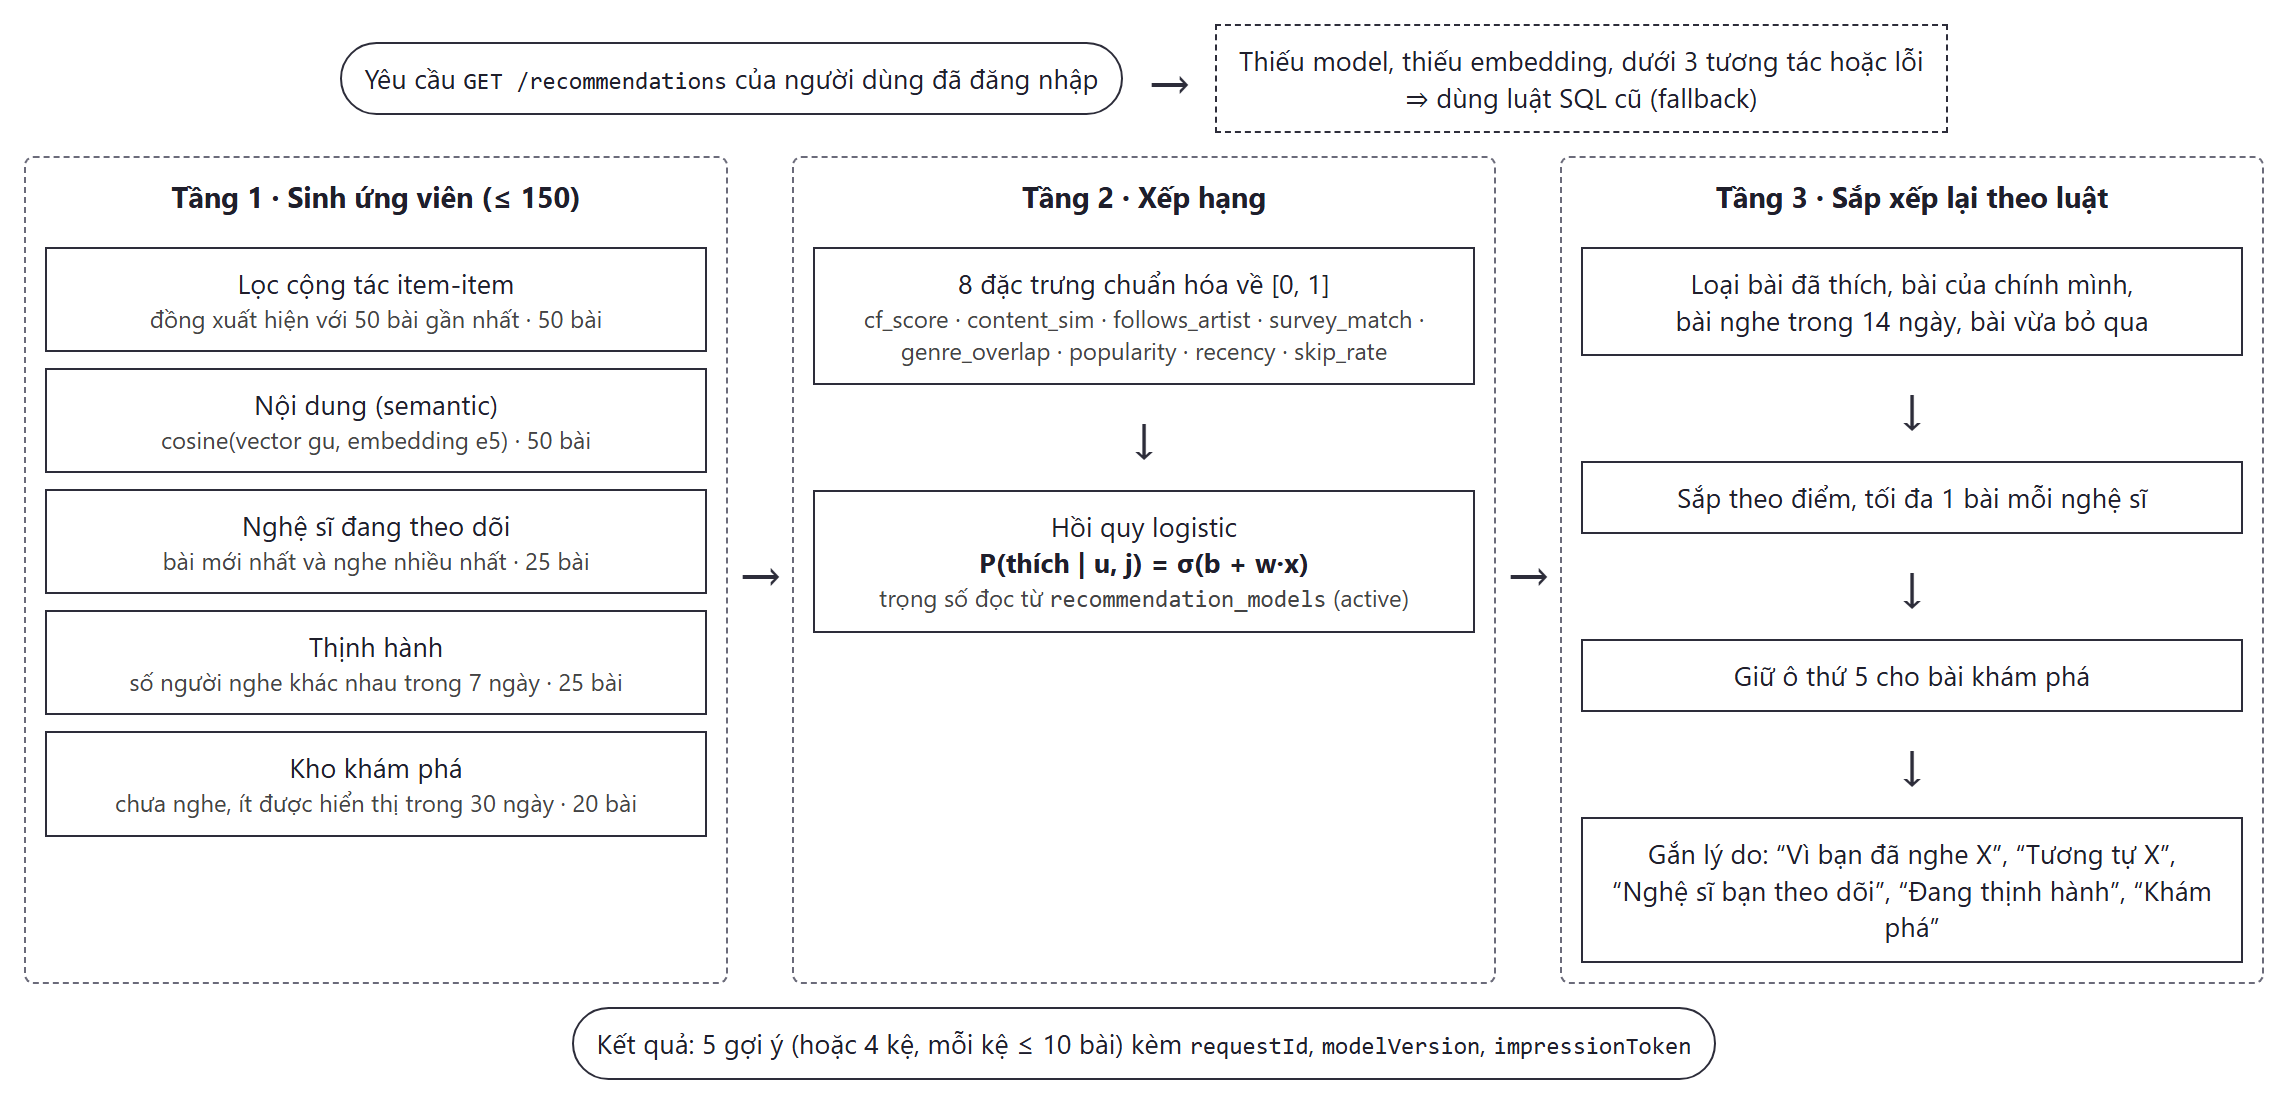 Yêu cầu GET /recommendations của người dùng đã đăng nhập
→
Thiếu model, thiếu embedding, dưới 3 tương tác hoặc lỗi
⇒ dùng luật SQL cũ (fallback)
Tầng 1 · Sinh ứng viên (≤ 150)
Lọc cộng tác item-item
đồng xuất hiện với 50 bài gần nhất · 50 bài
Nội dung (semantic)
cosine(vector gu, embedding e5) · 50 bài
Nghệ sĩ đang theo dõi
bài mới nhất và nghe nhiều nhất · 25 bài
Thịnh hành
số người nghe khác nhau trong 7 ngày · 25 bài
Kho khám phá
chưa nghe, ít được hiển thị trong 30 ngày · 20 bài
→
Tầng 2 · Xếp hạng
8 đặc trưng chuẩn hóa về [0, 1]
cf_score · content_sim · follows_artist · survey_match ·
genre_overlap · popularity · recency · skip_rate
↓
Hồi quy logistic
P(thích | u, j) = σ(b + w·x)
trọng số đọc từ recommendation_models (active)
→
Tầng 3 · Sắp xếp lại theo luật
Loại bài đã thích, bài của chính mình,
bài nghe trong 14 ngày, bài vừa bỏ qua
↓
Sắp theo điểm, tối đa 1 bài mỗi nghệ sĩ
↓
Giữ ô thứ 5 cho bài khám phá
↓
Gắn lý do: “Vì bạn đã nghe X”, “Tương tự X”,
“Nghệ sĩ bạn theo dõi”, “Đang thịnh hành”, “Khám
phá”
Kết quả: 5 gợi ý (hoặc 4 kệ, mỗi kệ ≤ 10 bài) kèm requestId, modelVersion, impressionToken